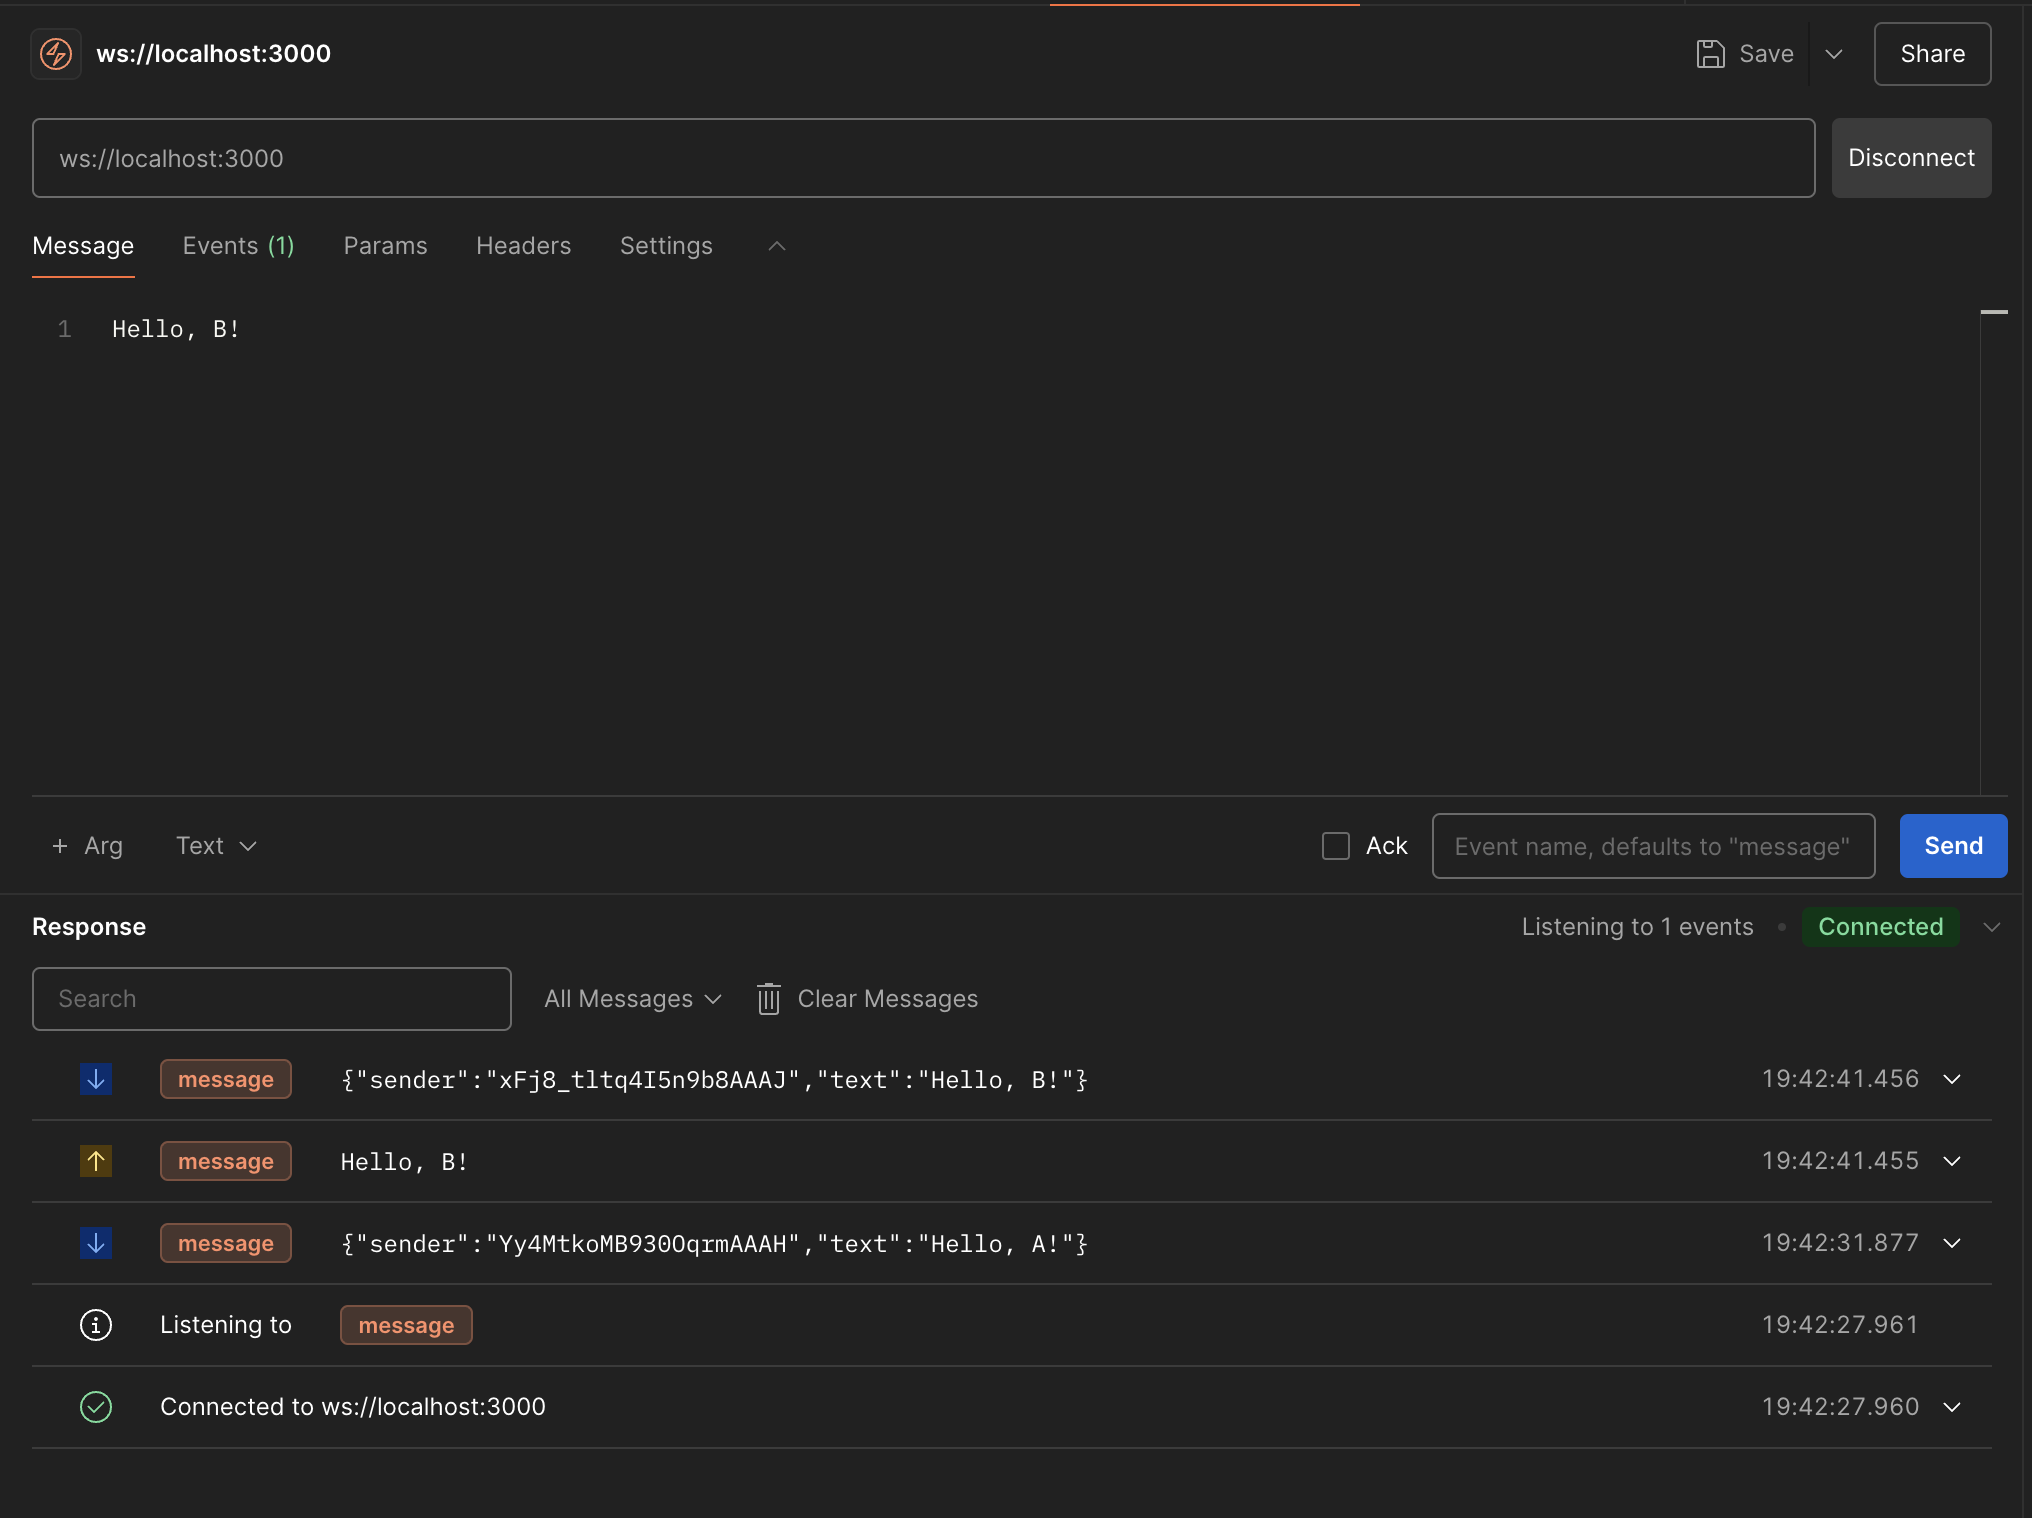 ws://localhost:3000
Save
Share
ws://localhost:3000
Disconnect
Message Events (1) Params Headers Settings
1 Hello, B!
+ Arg Text
Ack Event name, defaults to "message" Send
Response
Listening to 1 events • Connected
Search All Messages Clear Messages
message {"sender":"xFj8_tltq4I5n9b8AAAJ","text":"Hello, B!"} 19:42:41.456
message Hello, B! 19:42:41.455
message {"sender":"Yy4MtkoMB930OqrmAAAH","text":"Hello, A!"} 19:42:31.877
Listening to message 19:42:27.961
Connected to ws://localhost:3000 19:42:27.960